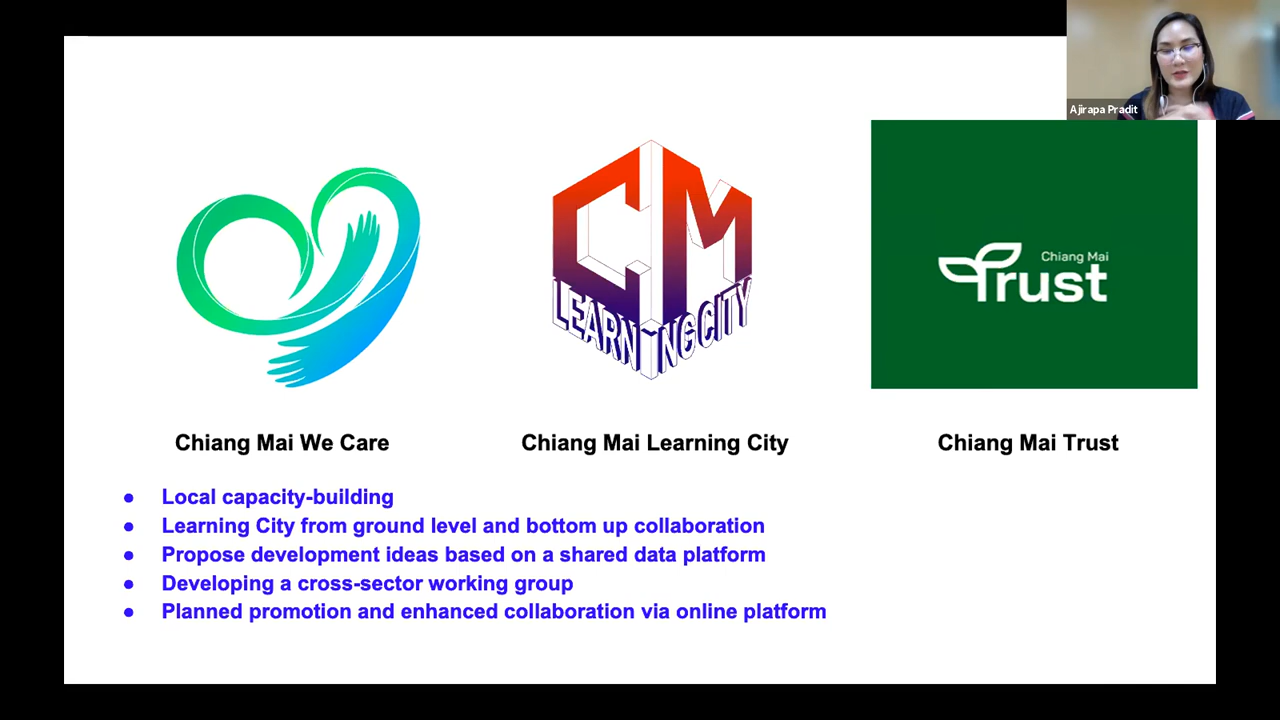 Ajirapa Pradit
CM
LEARNING CITY
Chiang Mai
Trust
Chiang Mai We Care
Chiang Mai Learning City
Chiang Mai Trust
● Local capacity-building
● Learning City from ground level and bottom up collaboration
● Propose development ideas based on a shared data platform
● Developing a cross-sector working group
● Planned promotion and enhanced collaboration via online platform